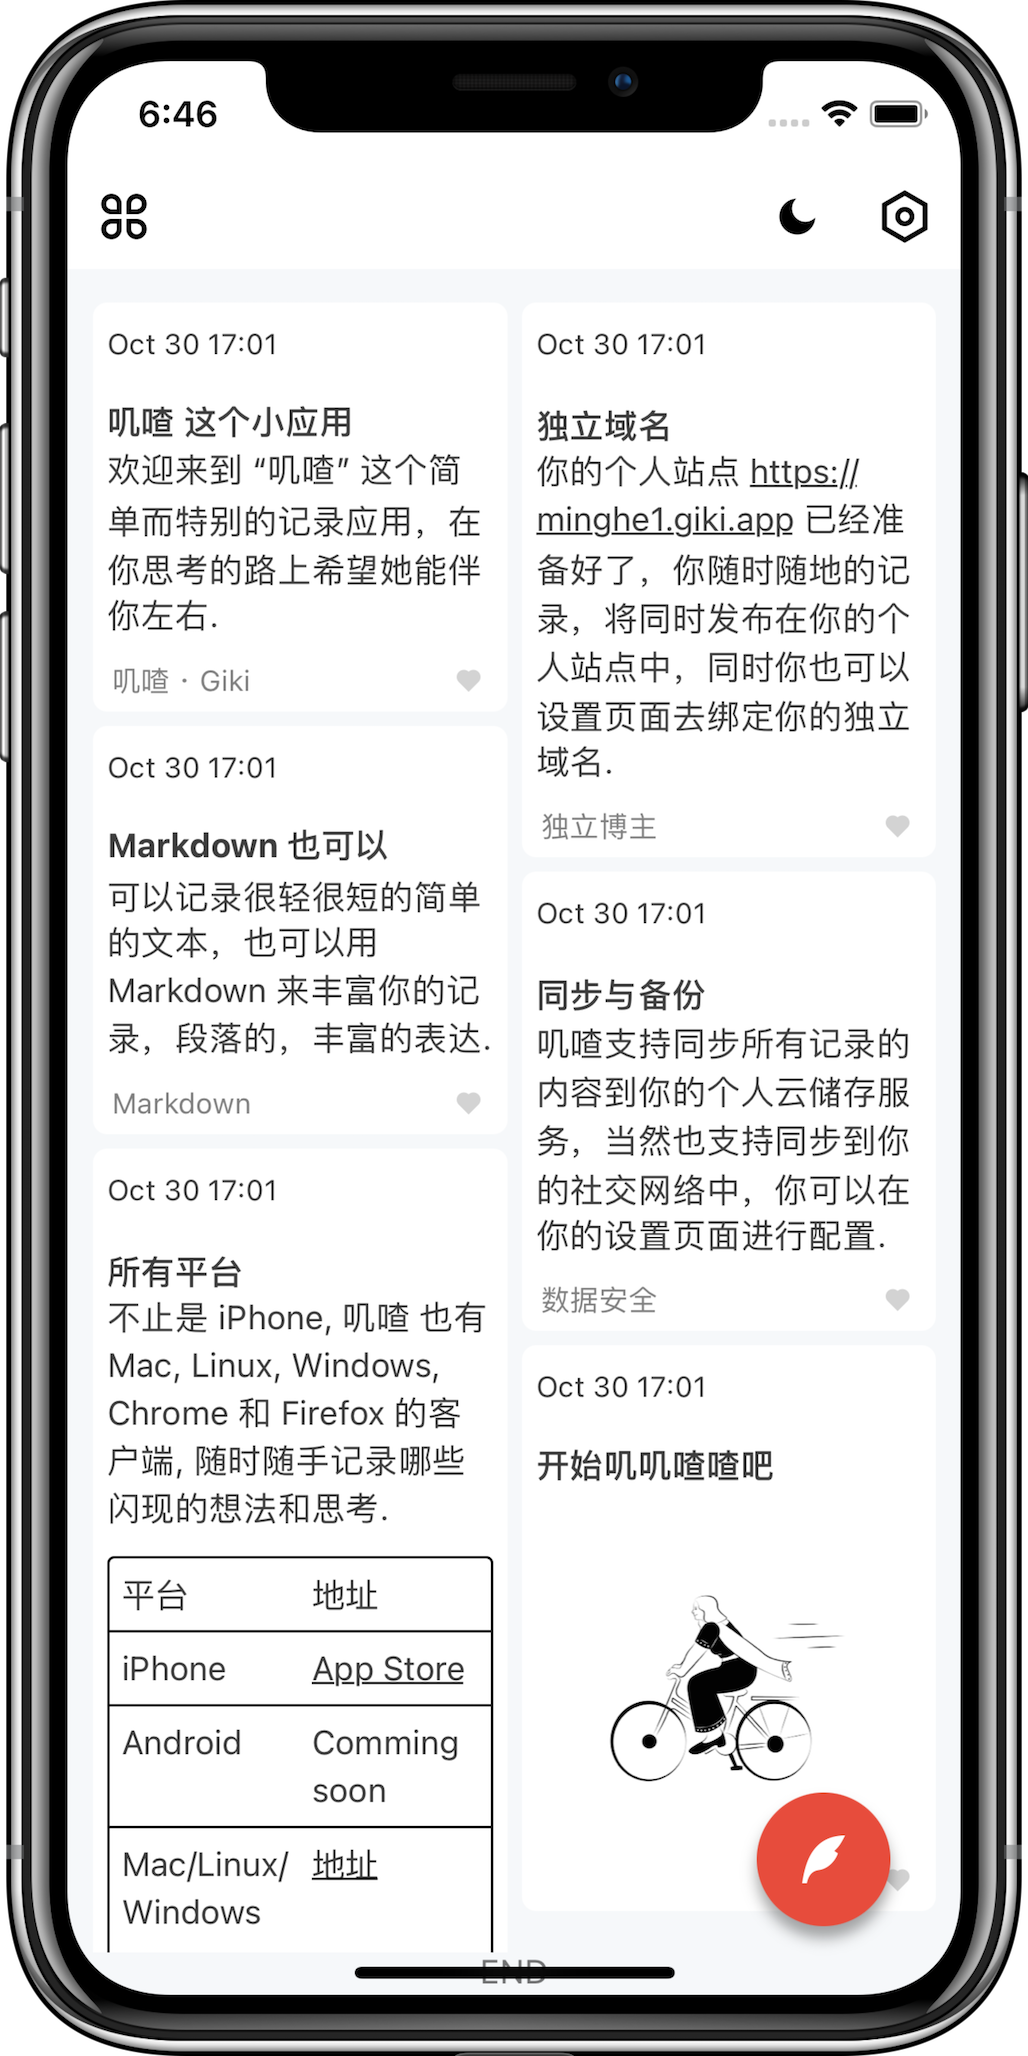 6:46
Oct 30 17:01
叽喳 这个小应用
欢迎来到 “叽喳” 这个简
单而特别的记录应用，在
你思考的路上希望她能伴
你左右.
叽喳 · Giki
Oct 30 17:01
Markdown 也可以
可以记录很轻很短的简单
的文本，也可以用
Markdown 来丰富你的记
录，段落的，丰富的表达.
Markdown
Oct 30 17:01
所有平台
不止是 iPhone, 叽喳 也有
Mac, Linux, Windows,
Chrome 和 Firefox 的客
户端, 随时随手记录哪些
闪现的想法和思考.
平台 地址
iPhone App Store
Android Comming
soon
Mac/Linux/ 地址
Windows
Oct 30 17:01
独立域名
你的个人站点 https://
minghe1.giki.app 已经准
备好了，你随时随地的记
录，将同时发布在你的个
人站点中，同时你也可以
设置页面去绑定你的独立
域名.
独立博主
Oct 30 17:01
同步与备份
叽喳支持同步所有记录的
内容到你的个人云储存服
务，当然也支持同步到你
的社交网络中，你可以在
你的设置页面进行配置.
数据安全
Oct 30 17:01
开始叽叽喳喳吧
END